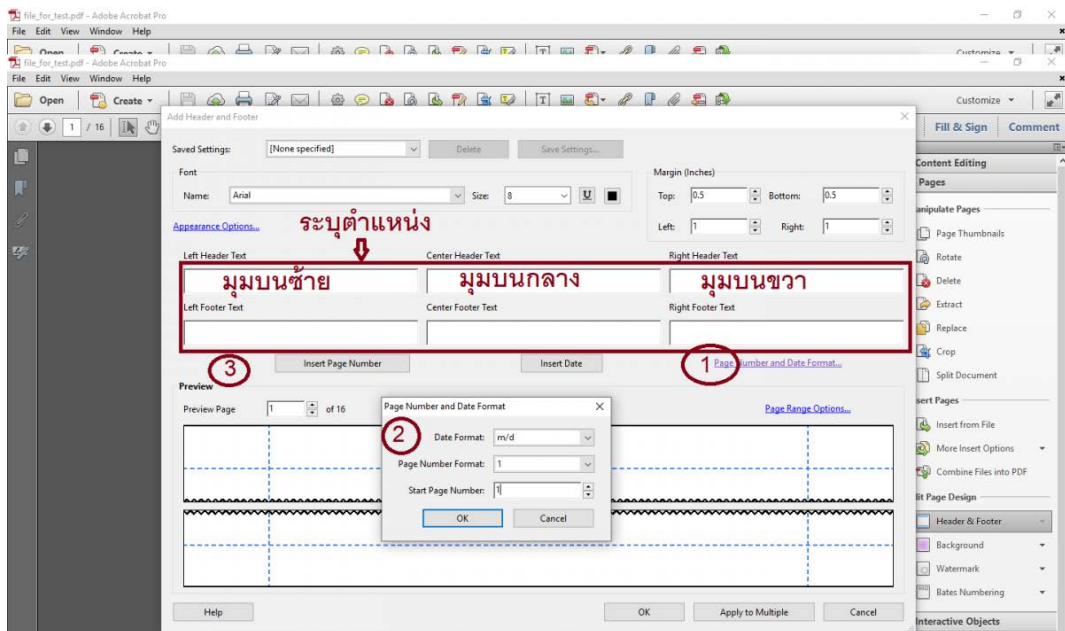 file_for_test.pdf - Adobe Acrobat Pro
File Edit View Window Help
Open Create Customize
file_for_test.pdf - Adobe Acrobat Pro
File Edit View Window Help
Open Create Customize
1 / 16 Fill & Sign Comment
Add Header and Footer
Saved Settings: [None specified] Delete Save Settings...
Font
Name: Arial Size: 8 U
Margin (Inches)
Top: 0.5 Bottom: 0.5
Left: 1 Right: 1
Appearance Options...
ระบุตำแหน่ง
Left Header Text Center Header Text Right Header Text
มุมบนซ้าย มุมบนกลาง มุมบนขวา
Left Footer Text Center Footer Text Right Footer Text
3 Insert Page Number Insert Date 1 Page Number and Date Format...
Preview
Preview Page 1 of 16 Page Range Options...
Page Number and Date Format
2 Date Format: m/d
Page Number Format: 1
Start Page Number: 1
OK Cancel
Help OK Apply to Multiple Cancel
Content Editing
Pages
anipulate Pages
Page Thumbnails
Rotate
Delete
Extract
Replace
Crop
Split Document
sert Pages
Insert from File
More Insert Options
Combine Files into PDF
lit Page Design
Header & Footer
Background
Watermark
Bates Numbering
Interactive Objects